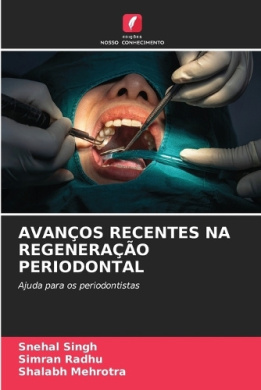 edições
NOSSO CONHECIMENTO
AVANÇOS RECENTES NA
REGENERAÇÃO
PERIODONTAL
Ajuda para os periodontistas
Snehal Singh
Simran Radhu
Shalabh Mehrotra